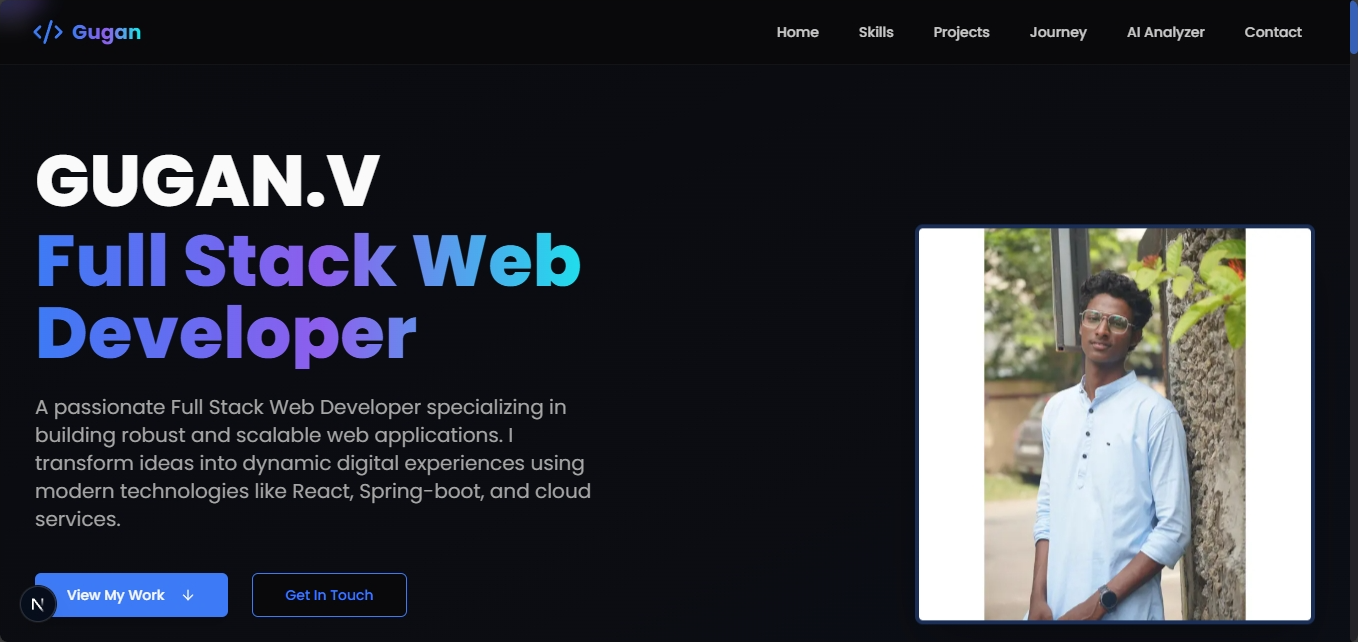 Gugan
Home Skills Projects Journey AI Analyzer Contact
GUGAN.V
Full Stack Web
Developer
A passionate Full Stack Web Developer specializing in
building robust and scalable web applications. I
transform ideas into dynamic digital experiences using
modern technologies like React, Spring-boot, and cloud
services.
N View My Work Get In Touch